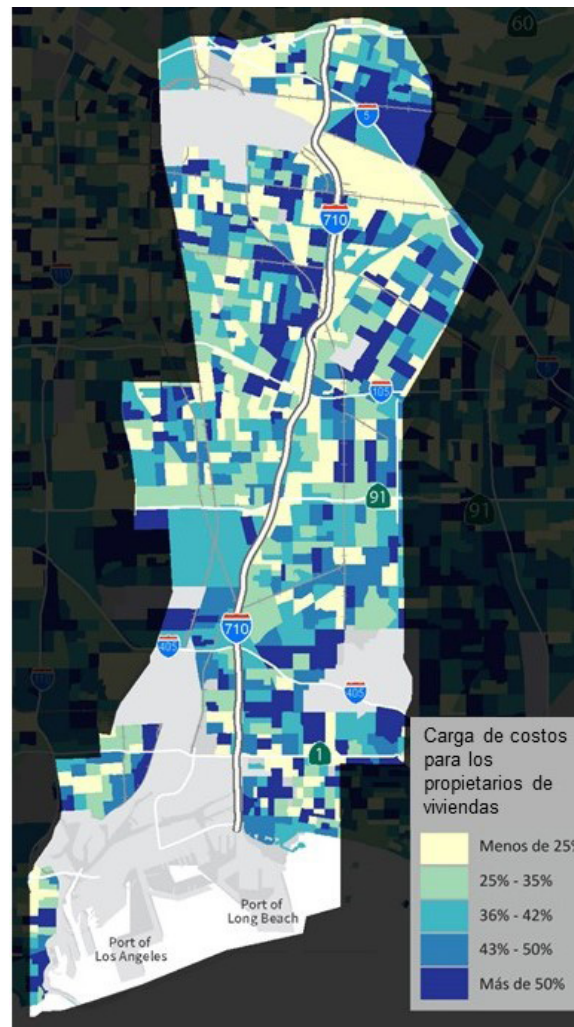 60
5
710
110
105
91
91
710
405
405
1
Port of
Long Beach
Port of
Los Angeles
Carga de costos
para los
propietarios de
viviendas
Menos de 25%
25% - 35%
36% - 42%
43% - 50%
Más de 50%